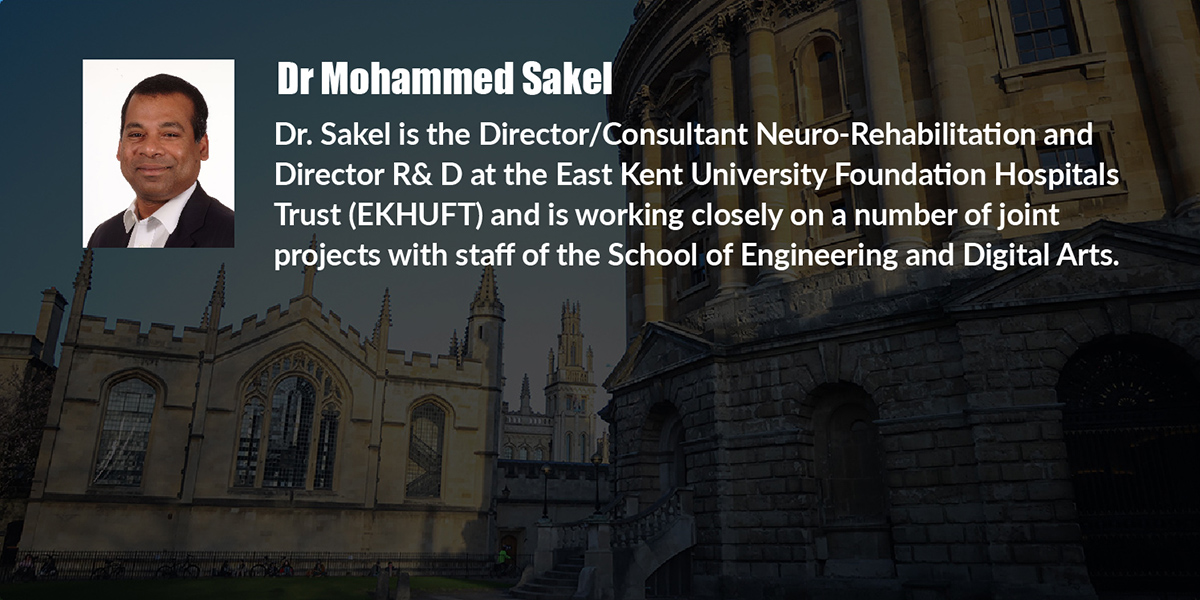 Dr Mohammed Sakel
Dr. Sakel is the Director/Consultant Neuro-Rehabilitation and
Director R& D at the East Kent University Foundation Hospitals
Trust (EKHUFT) and is working closely on a number of joint
projects with staff of the School of Engineering and Digital Arts.